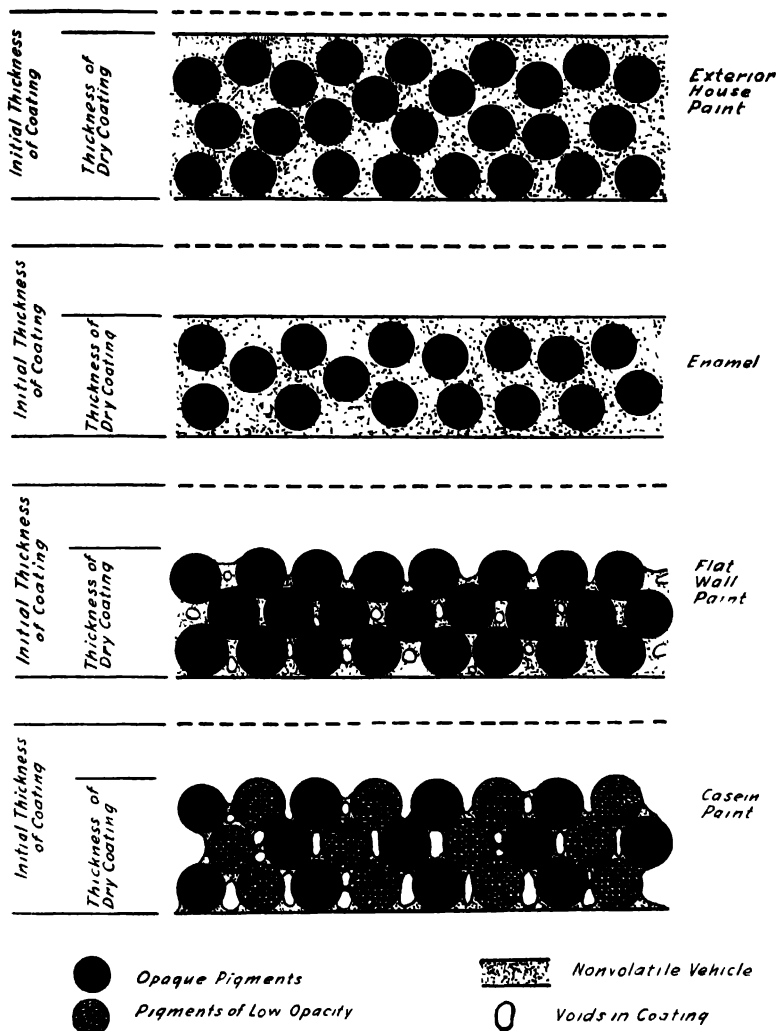 Initial Thickness
of Coating
Thickness of
Dry Coating
Exterior
House
Paint
Initial Thickness
of Coating
Thickness of
Dry Coating
Enamel
Initial Thickness
of Coating
Thickness of
Dry Coating
Flat
Wall
Paint
Initial Thickness
of Coating
Thickness of
Dry Coating
Casein
Paint
Opaque Pigments
Nonvolatile Vehicle
Pigments of Low Opacity
Voids in Coating